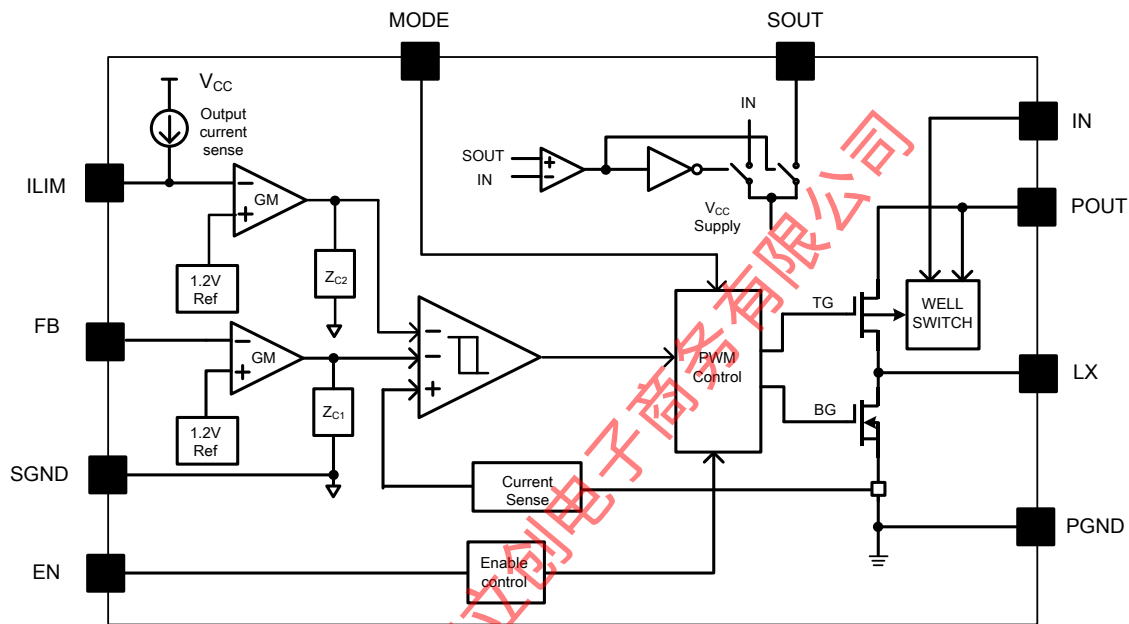 MODE
SOUT
VCC
Output
current
sense
IN
IN
SOUT
IN
ILIM
GM
VCC
Supply
POUT
1.2V
Ref
ZC2
FB
TG
WELL
SWITCH
GM
PWM
Control
LX
1.2V
Ref
ZC1
BG
SGND
Current
Sense
PGND
EN
Enable
control
立创电子商务有限公司